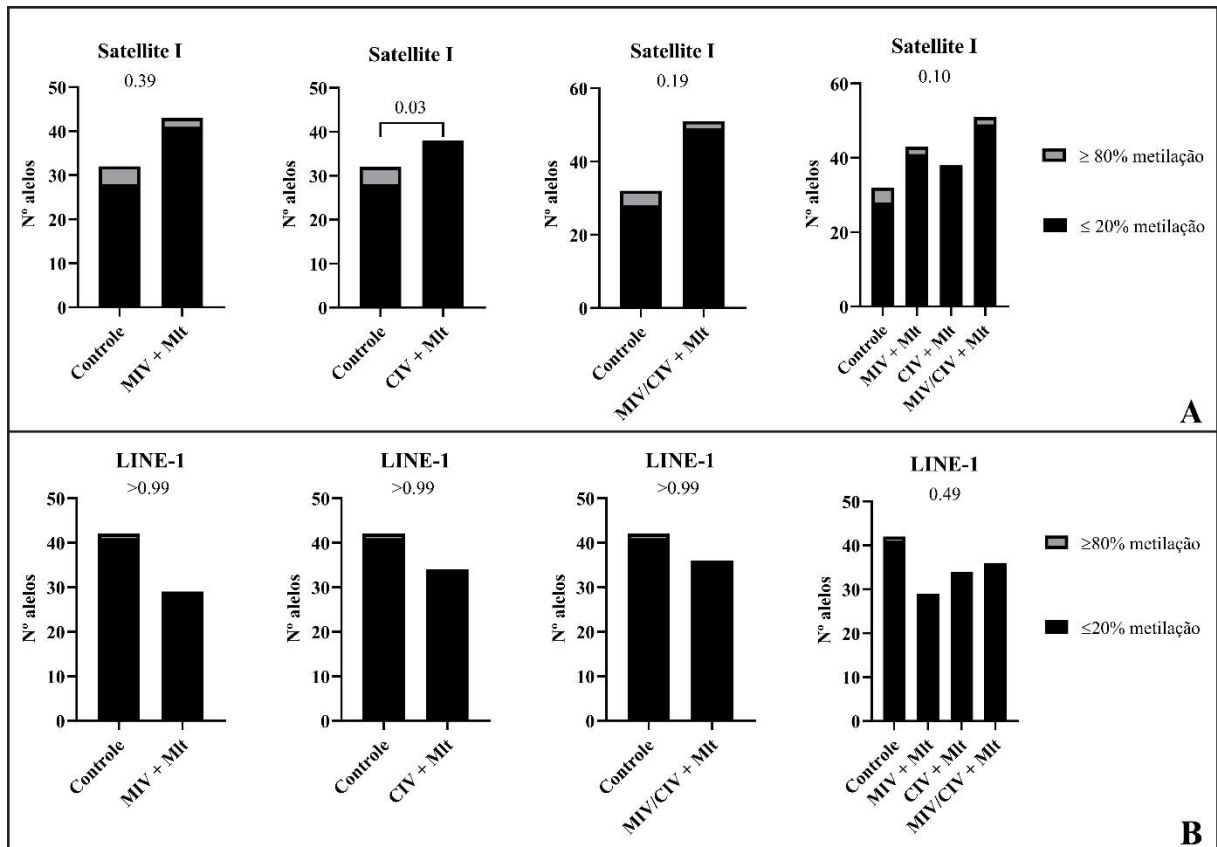 Satellite I
0.39
Nº alelos
50
40
30
20
10
0
Controle
MIV + Mlt
Satellite I
0.03
Nº alelos
50
40
30
20
10
0
Controle
CIV + Mlt
Satellite I
0.19
Nº alelos
60
40
20
0
Controle
MIV/CIV + Mlt
Satellite I
0.10
Nº alelos
60
40
20
0
Controle
MIV + Mlt
CIV + Mlt
MIV/CIV + Mlt
≥ 80% metilação
≤ 20% metilação
A
LINE-1
>0.99
Nº alelos
50
40
30
20
10
0
Controle
MIV + Mlt
LINE-1
>0.99
Nº alelos
50
40
30
20
10
0
Controle
CIV + Mlt
LINE-1
>0.99
Nº alelos
50
40
30
20
10
0
Controle
MIV/CIV + Mlt
LINE-1
0.49
Nº alelos
50
40
30
20
10
0
Controle
MIV + Mlt
CIV + Mlt
MIV/CIV + Mlt
≥80% metilação
≤20% metilação
B